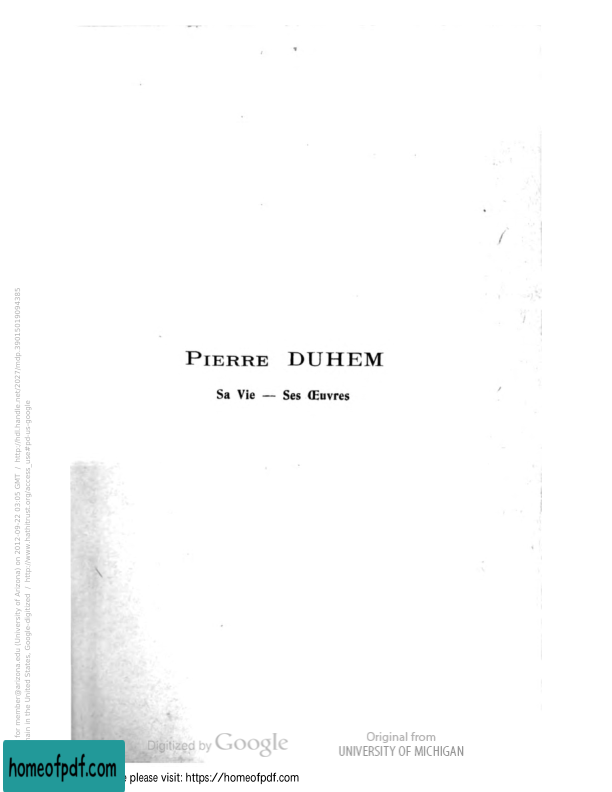 PIERRE DUHEM
Sa Vie — Ses Œuvres
for member@arizona.edu (University of Arizona) on 2012-09-22 03:05 GMT / http://hdl.handle.net/2027/mdp.39015019094385
main in the United States, Google-digitized / http://www.hathitrust.org/access_use#pd-us-google
Digitized by Google
Original from
UNIVERSITY OF MICHIGAN
homeofpdf.com
please visit: https://homeofpdf.com